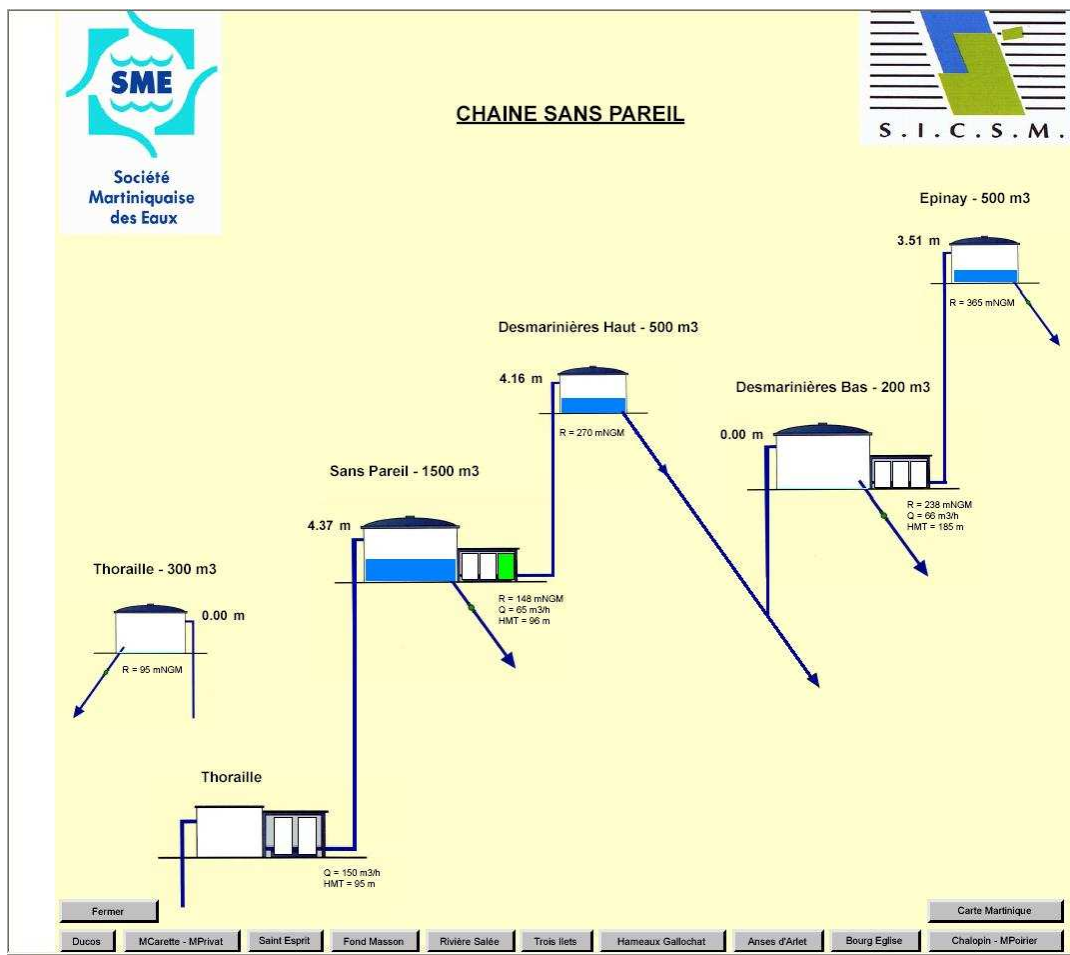 SME
Société
Martiniquaise
des Eaux
CHAINE SANS PAREIL
S.I.C.S.M.
Epinay - 500 m3
3.51 m
R = 365 mNGM
Desmarinières Haut - 500 m3
4.16 m
R = 270 mNGM
Desmarinières Bas - 200 m3
0.00 m
R = 238 mNGM
Q = 66 m3/h
HMT = 185 m
Sans Pareil - 1500 m3
4.37 m
R = 148 mNGM
Q = 65 m3/h
HMT = 96 m
Thoraille - 300 m3
0.00 m
R = 95 mNGM
Thoraille
Q = 150 m3/h
HMT = 95 m
Fermer
Carte Martinique
Ducos
MCarette - MPrivat
Saint Esprit
Fond Masson
Rivière Salée
Trois Ilets
Hameaux Gallochat
Anses d'Arlet
Bourg Eglise
Chalopin - MPoirier